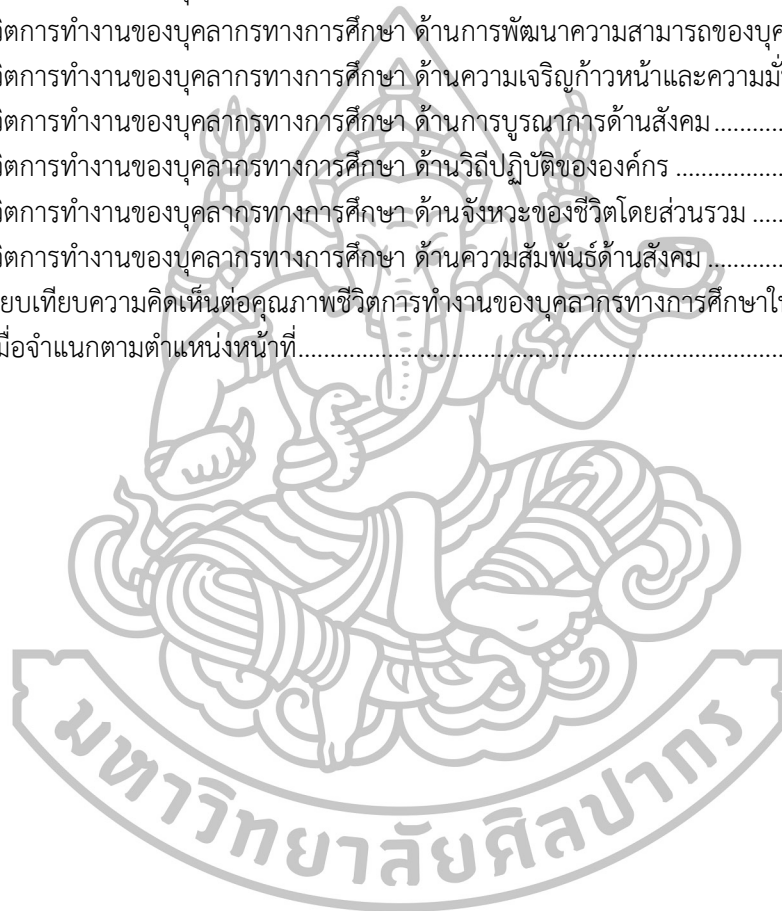 วิตการทำงานของบุคลากรทางการศึกษา ด้านการพัฒนาความสามารถของบุค
วิตการทำงานของบุคลากรทางการศึกษา ด้านความเจริญก้าวหน้าและความมั่
วิตการทำงานของบุคลากรทางการศึกษา ด้านการบูรณาการด้านสังคม............
วิตการทำงานของบุคลากรทางการศึกษา ด้านวิถีปฏิบัติขององค์กร .................
วิตการทำงานของบุคลากรทางการศึกษา ด้านจังหวะของชีวิตโดยส่วนรวม .....
วิตการทำงานของบุคลากรทางการศึกษา ด้านความสัมพันธ์ด้านสังคม ............
ยบเทียบความคิดเห็นต่อคุณภาพชีวิตการทำงานของบุคลากรทางการศึกษาใ
มื่อจำแนกตามตำแหน่งหน้าที่............................................................................
มหาวิทยาลัยศิลปากร